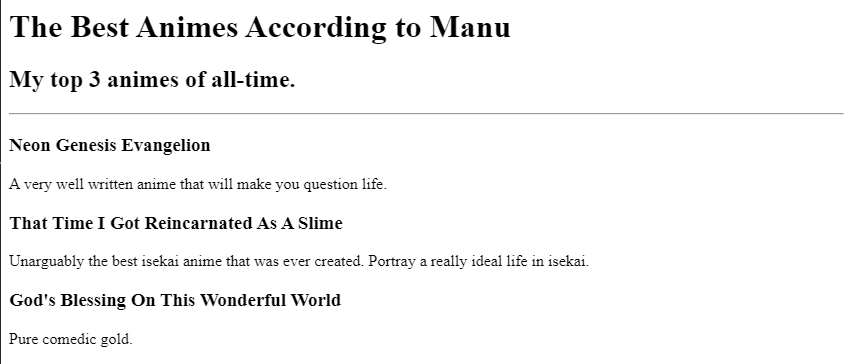 The Best Animes According to Manu
My top 3 animes of all-time.
Neon Genesis Evangelion
A very well written anime that will make you question life.
That Time I Got Reincarnated As A Slime
Unarguably the best isekai anime that was ever created. Portray a really ideal life in isekai.
God's Blessing On This Wonderful World
Pure comedic gold.